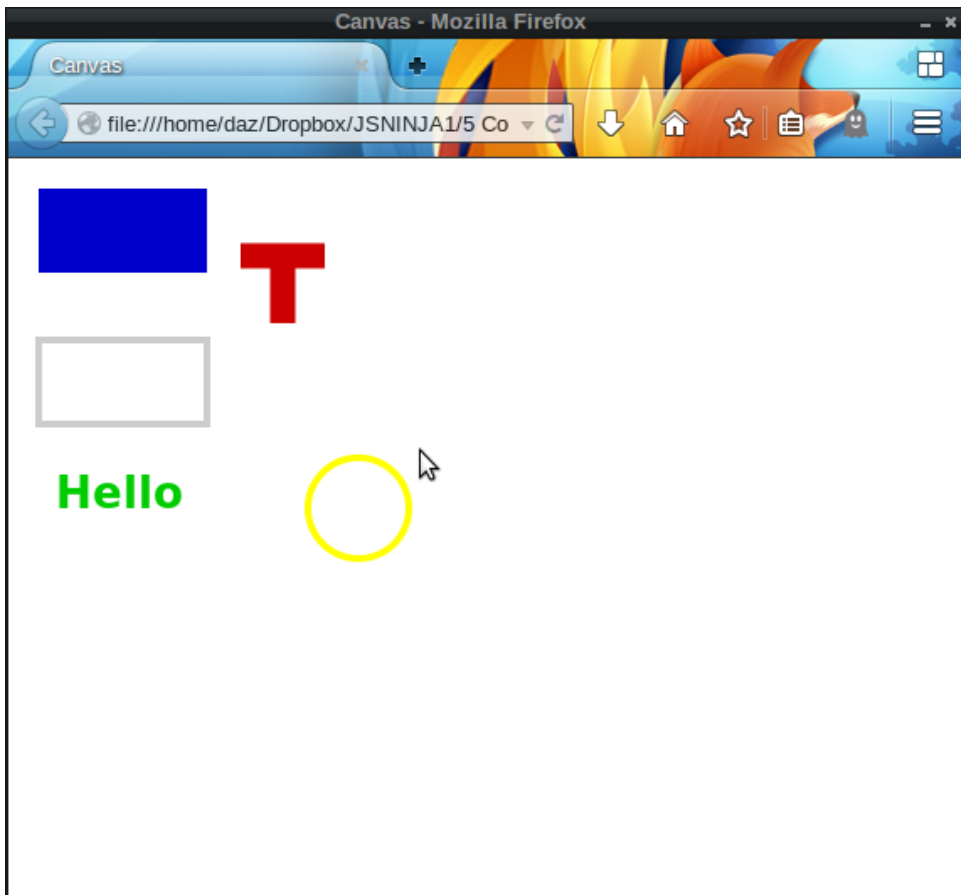 Canvas - Mozilla Firefox
Canvas
file:///home/daz/Dropbox/JSNINJA1/5 Co
T
Hello